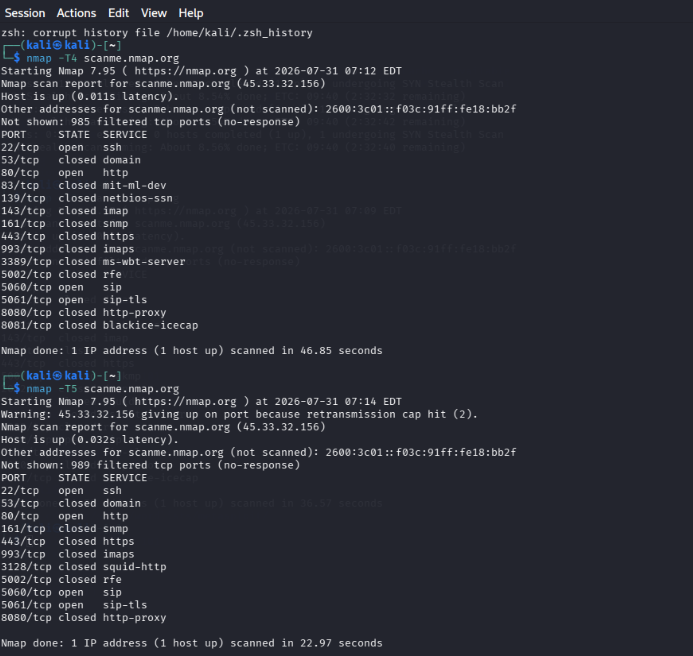 Session Actions Edit View Help
zsh: corrupt history file /home/kali/.zsh_history
┌──(kali㉿kali)-[~]
└─$ nmap -T4 scanme.nmap.org
Starting Nmap 7.95 ( https://nmap.org ) at 2026-07-31 07:12 EDT
Nmap scan report for scanme.nmap.org (45.33.32.156)
Host is up (0.011s latency).
Other addresses for scanme.nmap.org (not scanned): 2600:3c01::f03c:91ff:fe18:bb2f
Not shown: 985 filtered tcp ports (no-response)
PORT     STATE  SERVICE
22/tcp   open   ssh
53/tcp   closed domain
80/tcp   open   http
83/tcp   closed mit-ml-dev
139/tcp  closed netbios-ssn
143/tcp  closed imap
161/tcp  closed snmp
443/tcp  closed https
993/tcp  closed imaps
3389/tcp closed ms-wbt-server
5002/tcp closed rfe
5060/tcp open   sip
5061/tcp open   sip-tls
8080/tcp closed http-proxy
8081/tcp closed blackice-icecap
Nmap done: 1 IP address (1 host up) scanned in 46.85 seconds
┌──(kali㉿kali)-[~]
└─$ nmap -T5 scanme.nmap.org
Starting Nmap 7.95 ( https://nmap.org ) at 2026-07-31 07:14 EDT
Warning: 45.33.32.156 giving up on port because retransmission cap hit (2).
Nmap scan report for scanme.nmap.org (45.33.32.156)
Host is up (0.032s latency).
Other addresses for scanme.nmap.org (not scanned): 2600:3c01::f03c:91ff:fe18:bb2f
Not shown: 989 filtered tcp ports (no-response)
PORT     STATE  SERVICE
22/tcp   open   ssh
53/tcp   closed domain
80/tcp   open   http
161/tcp  closed snmp
443/tcp  closed https
993/tcp  closed imaps
3128/tcp closed squid-http
5002/tcp closed rfe
5060/tcp open   sip
5061/tcp open   sip-tls
8080/tcp closed http-proxy
Nmap done: 1 IP address (1 host up) scanned in 22.97 seconds